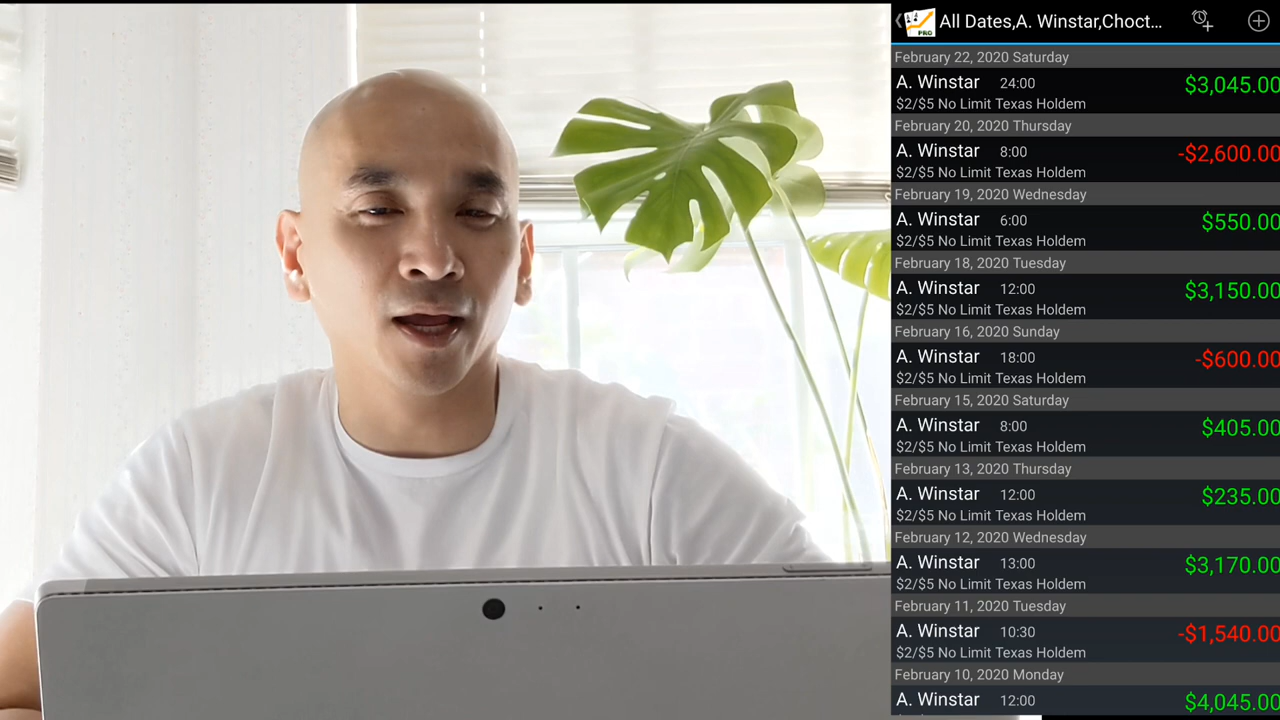 All Dates,A. Winstar,Choct...
PRO
February 22, 2020 Saturday
A. Winstar 24:00 $3,045.00
$2/$5 No Limit Texas Holdem
February 20, 2020 Thursday
A. Winstar 8:00 -$2,600.00
$2/$5 No Limit Texas Holdem
February 19, 2020 Wednesday
A. Winstar 6:00 $550.00
$2/$5 No Limit Texas Holdem
February 18, 2020 Tuesday
A. Winstar 12:00 $3,150.00
$2/$5 No Limit Texas Holdem
February 16, 2020 Sunday
A. Winstar 18:00 -$600.00
$2/$5 No Limit Texas Holdem
February 15, 2020 Saturday
A. Winstar 8:00 $405.00
$2/$5 No Limit Texas Holdem
February 13, 2020 Thursday
A. Winstar 12:00 $235.00
$2/$5 No Limit Texas Holdem
February 12, 2020 Wednesday
A. Winstar 13:00 $3,170.00
$2/$5 No Limit Texas Holdem
February 11, 2020 Tuesday
A. Winstar 10:30 -$1,540.00
$2/$5 No Limit Texas Holdem
February 10, 2020 Monday
A. Winstar 12:00 $4,045.00